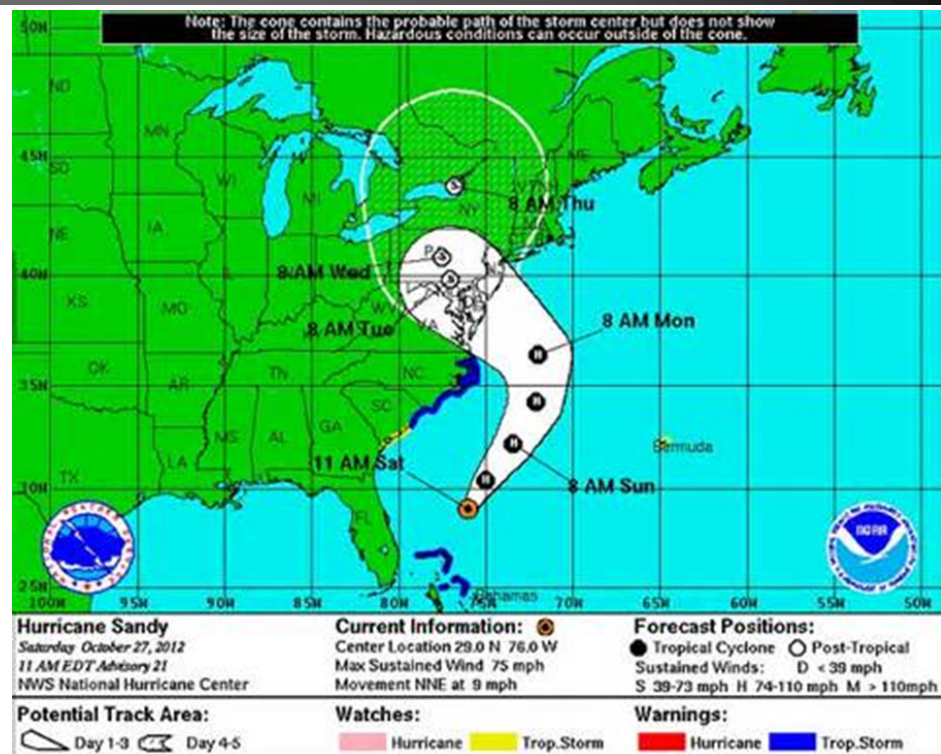 Note: The cone contains the probable path of the storm center but does not show
the size of the storm. Hazardous conditions can occur outside of the cone.
50N
ND
MN
45N
SD
WI
MI
ME
NY
8 AM Thu
NE
IA
PA
40N
8 AM Wed
KS
MO
WV
DE
8 AM Tue
VA
8 AM Mon
OK
TN
NC
35N
AR
SC
MS
AL
GA
Bermuda
11 AM Sat
LA
TX
30N
8 AM Sun
FL
NOAA
25N
Bahamas
100W 95W 90W 85W 80W 75W 70W 65W 60W 55W 50W
Hurricane Sandy
Saturday October 27, 2012
11 AM EDT Advisory 21
NWS National Hurricane Center
Current Information:
Center Location 29.0 N 76.0 W
Max Sustained Wind 75 mph
Movement NNE at 9 mph
Forecast Positions:
Tropical Cyclone Post-Tropical
Sustained Winds: D < 39 mph
S 39-73 mph H 74-110 mph M > 110mph
Potential Track Area:
Day 1-3 Day 4-5
Watches:
Hurricane Trop.Storm
Warnings:
Hurricane Trop.Storm